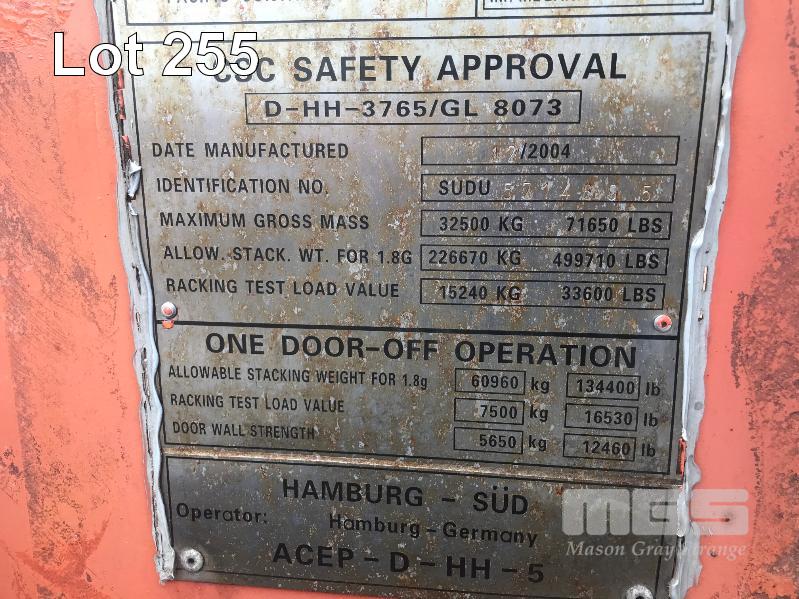 Lot 255
CSC SAFETY APPROVAL
D-HH-3765/GL 8073
DATE MANUFACTURED /2004
IDENTIFICATION NO. SUDU
MAXIMUM GROSS MASS 32500 KG 71650 LBS
ALLOW. STACK. WT. FOR 1.8G 226670 KG 499710 LBS
RACKING TEST LOAD VALUE 15240 KG 33600 LBS
ONE DOOR-OFF OPERATION
ALLOWABLE STACKING WEIGHT FOR 1.8g 60960 kg 134400 lb
RACKING TEST LOAD VALUE 7500 kg 16530 lb
DOOR WALL STRENGTH 5650 kg 12460 lb
HAMBURG - SÜD
Operator: Hamburg - Germany
ACEP - D - HH - 5
MGS
Mason Gray Strange